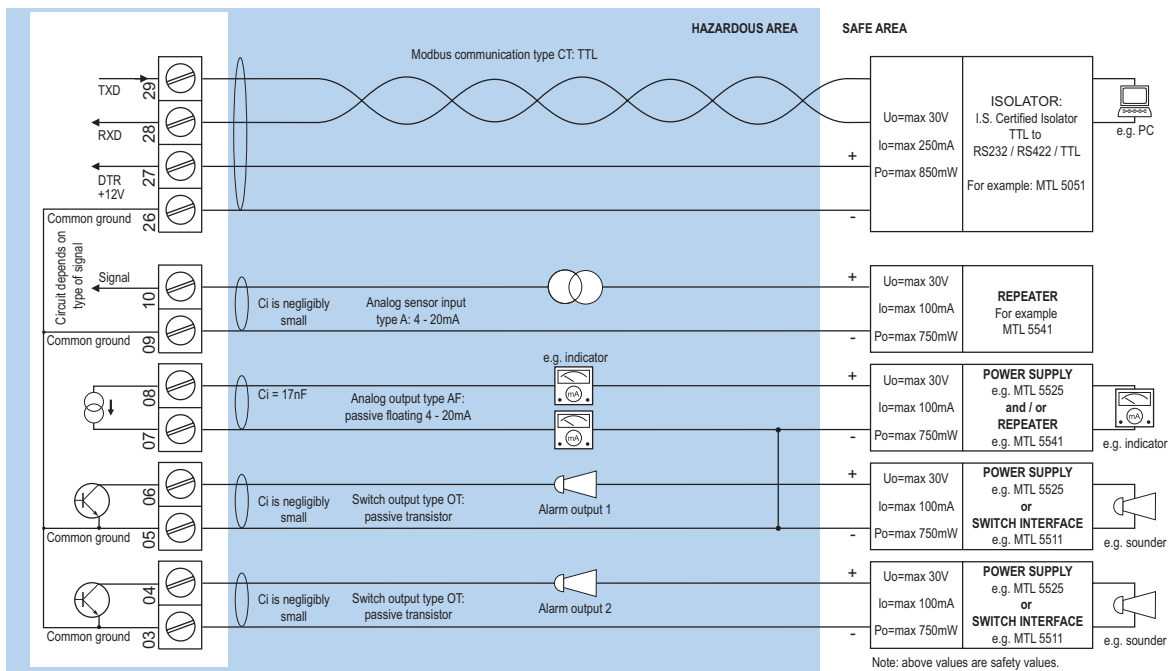 HAZARDOUS AREA
SAFE AREA
Modbus communication type CT: TTL
TXD
29
RXD
28
DTR
+12V
27
Common ground
26
Uo=max 30V
Io=max 250mA
Po=max 850mW
+
-
ISOLATOR:
I.S. Certified Isolator
TTL to
RS232 / RS422 / TTL
For example: MTL 5051
e.g. PC
Circuit depends on
type of signal
Signal
10
Common ground
09
Ci is negligibly
small
Analog sensor input
type A: 4 - 20mA
+
-
Uo=max 30V
Io=max 100mA
Po=max 750mW
REPEATER
For example
MTL 5541
08
07
Ci = 17nF
Analog output type AF:
passive floating 4 - 20mA
e.g. indicator
mA
mA
+
-
Uo=max 30V
Io=max 100mA
Po=max 750mW
POWER SUPPLY
e.g. MTL 5525
and / or
REPEATER
e.g. MTL 5541
mA
e.g. indicator
06
Common ground
05
Ci is negligibly
small
Switch output type OT:
passive transistor
Alarm output 1
+
-
Uo=max 30V
Io=max 100mA
Po=max 750mW
POWER SUPPLY
e.g. MTL 5525
or
SWITCH INTERFACE
e.g. MTL 5511
e.g. sounder
04
Common ground
03
Ci is negligibly
small
Switch output type OT:
passive transistor
Alarm output 2
+
-
Uo=max 30V
Io=max 100mA
Po=max 750mW
POWER SUPPLY
e.g. MTL 5525
or
SWITCH INTERFACE
e.g. MTL 5511
e.g. sounder
Note: above values are safety values.